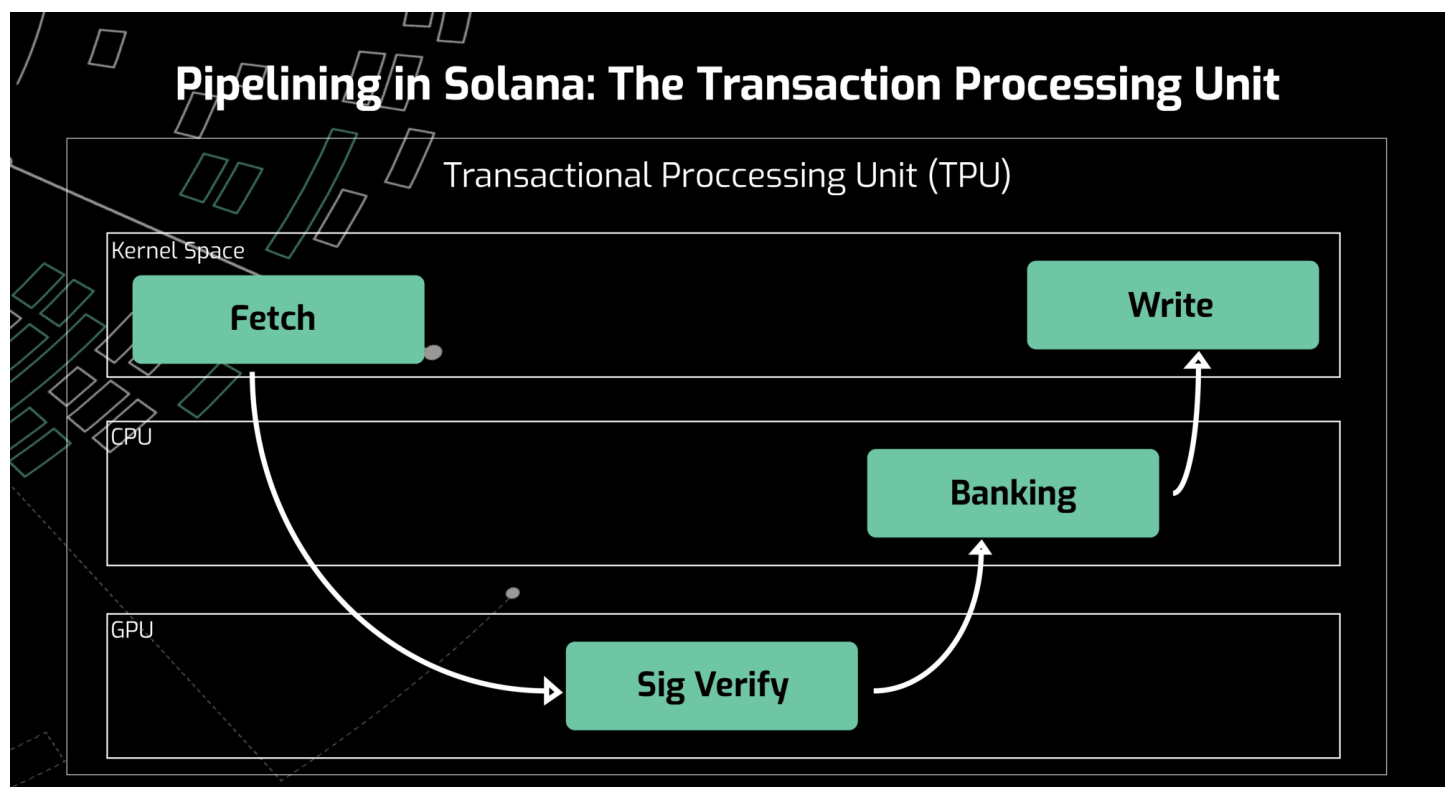 Pipelining in Solana: The Transaction Processing Unit
Transactional Proccessing Unit (TPU)
Kernel Space
Fetch
Write
CPU
Banking
GPU
Sig Verify